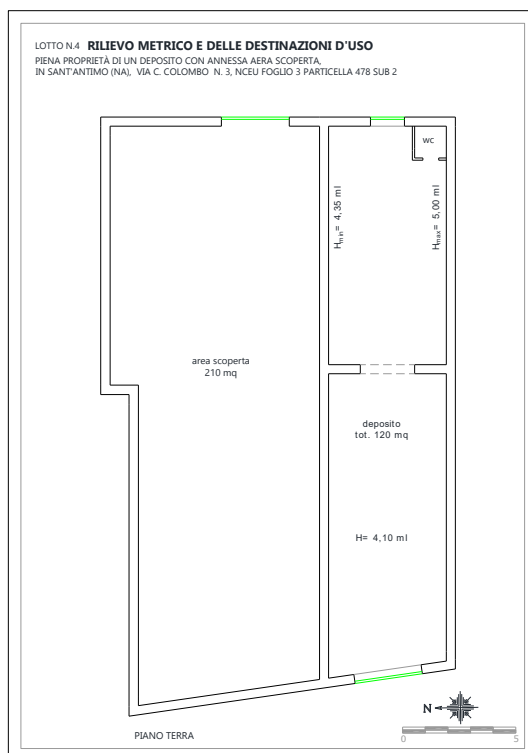 LOTTO N.4 RILIEVO METRICO E DELLE DESTINAZIONI D'USO
PIENA PROPRIETÀ DI UN DEPOSITO CON ANNESSA AERA SCOPERTA,
IN SANT'ANTIMO (NA), VIA C. COLOMBO N. 3, NCEU FOGLIO 3 PARTICELLA 478 SUB 2
WC
Hmin= 4,35 ml
Hmax= 5,00 ml
area scoperta
210 mq
deposito
tot. 120 mq
H= 4,10 ml
N
PIANO TERRA
0 5